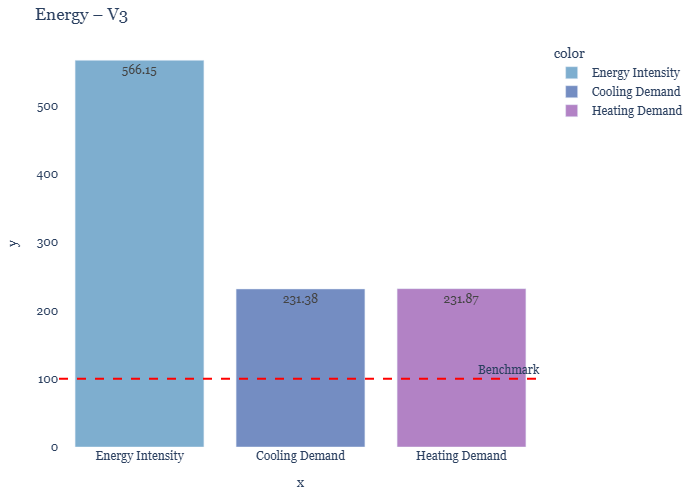 Energy – V3
color
Energy Intensity
Cooling Demand
Heating Demand
566.15
231.38
231.87
Benchmark
y
500
400
300
200
100
0
Energy Intensity
Cooling Demand
Heating Demand
x